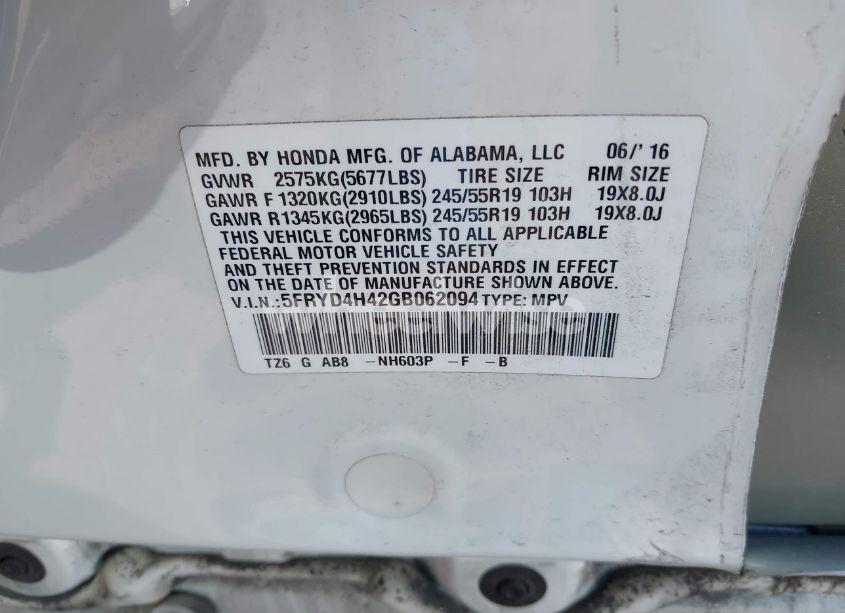 MFD. BY HONDA MFG. OF ALABAMA, LLC 06/'16
GVWR 2575KG(5677LBS) TIRE SIZE RIM SIZE
GAWR F 1320KG(2910LBS) 245/55R19 103H 19X8.0J
GAWR R1345KG(2965LBS) 245/55R19 103H 19X8.0J
THIS VEHICLE CONFORMS TO ALL APPLICABLE
FEDERAL MOTOR VEHICLE SAFETY
AND THEFT PREVENTION STANDARDS IN EFFECT
ON THE DATE OF MANUFACTURE SHOWN ABOVE.
V.I.N.:5FRYD4H42GB062094 TYPE: MPV
TZ6 G AB8 -NH603P -F -B